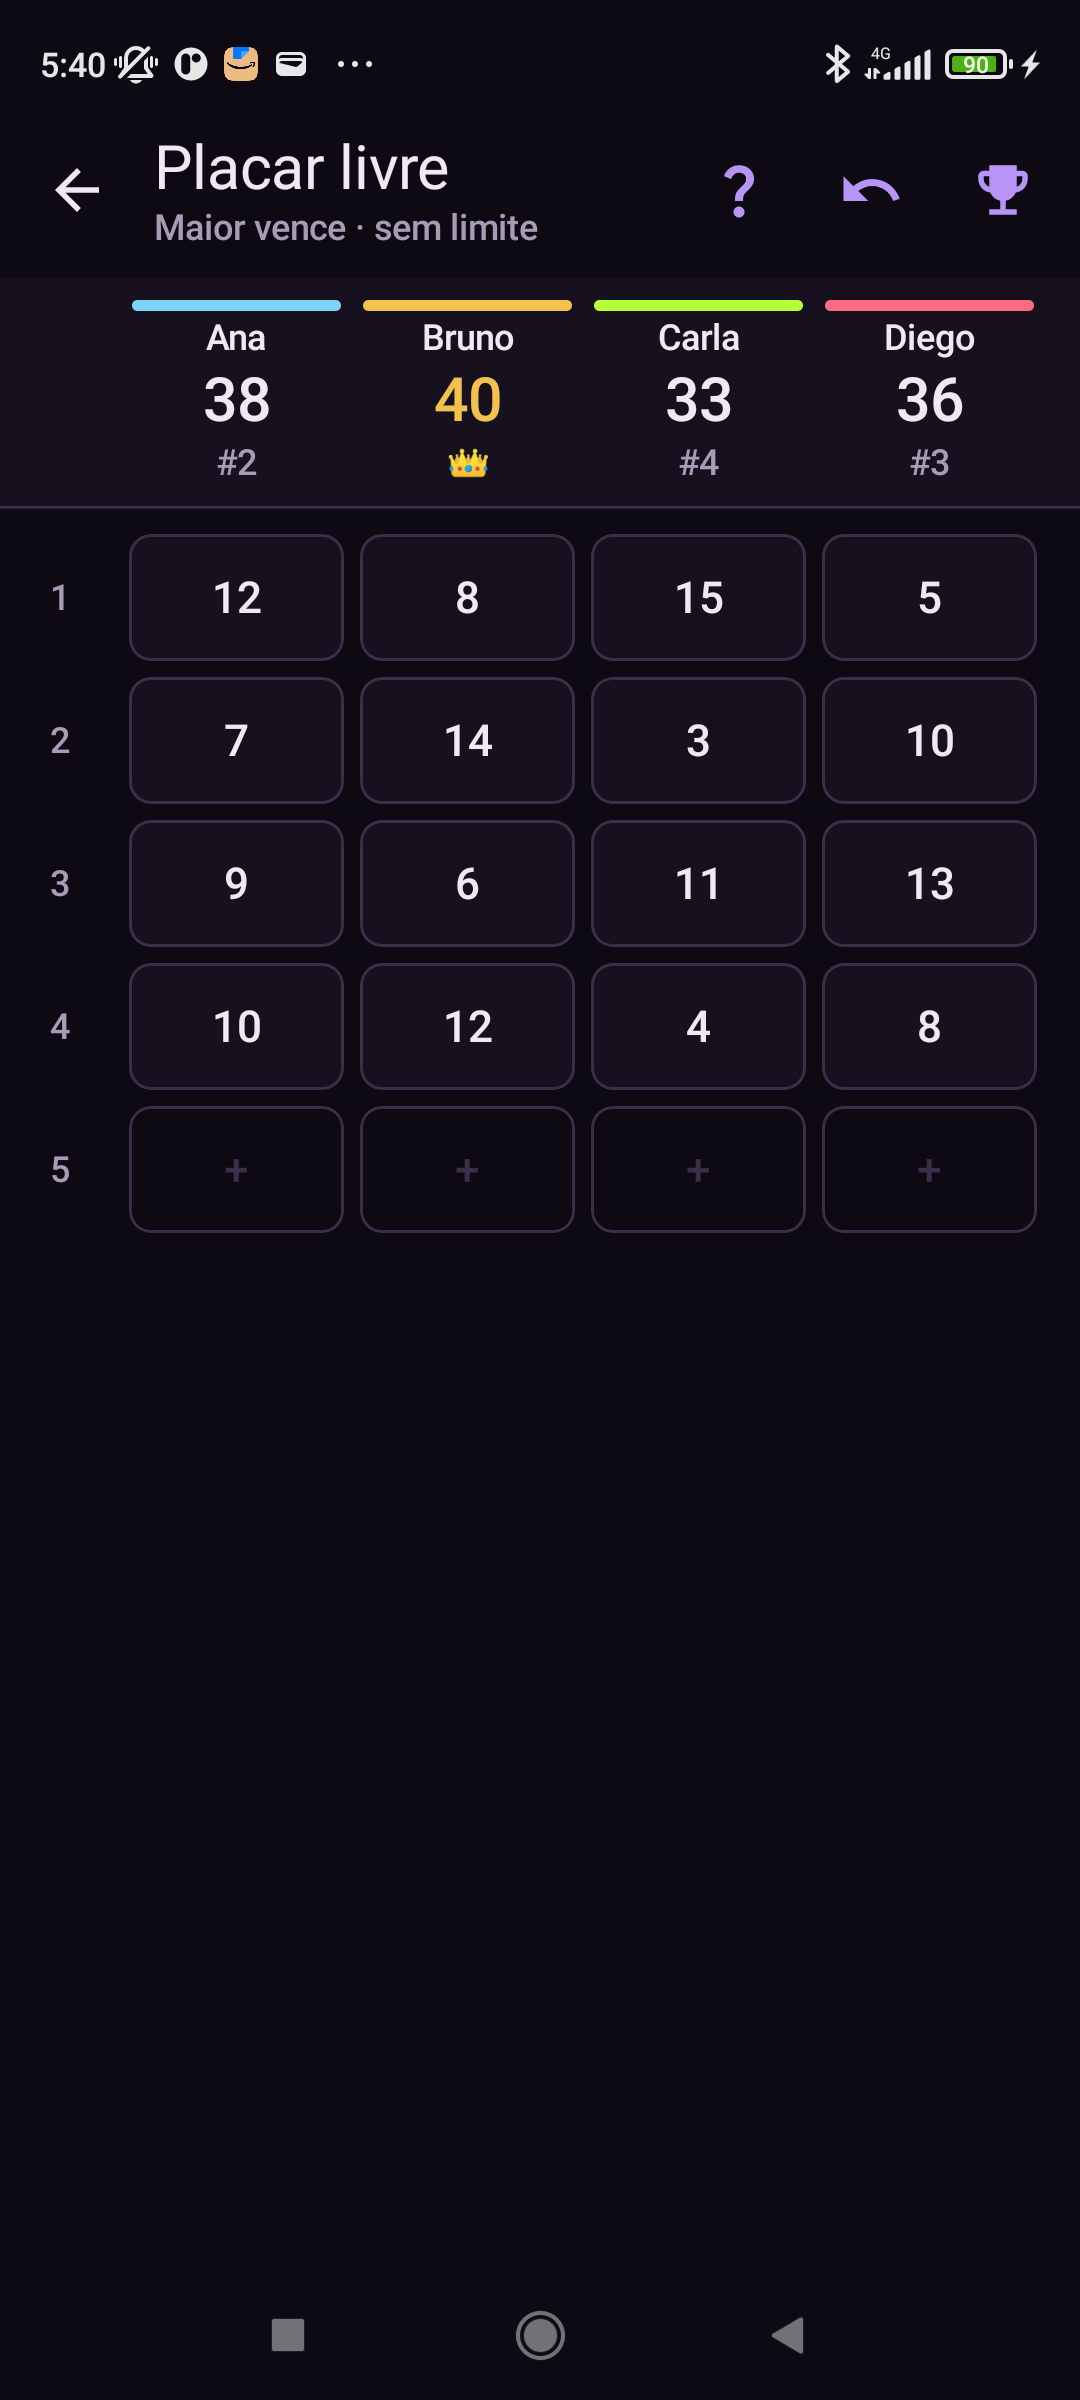 5:40
4G
90
Placar livre
Maior vence · sem limite
Ana Bruno Carla Diego
38 40 33 36
#2 👑 #4 #3
1 12 8 15 5
2 7 14 3 10
3 9 6 11 13
4 10 12 4 8
5 + + + +